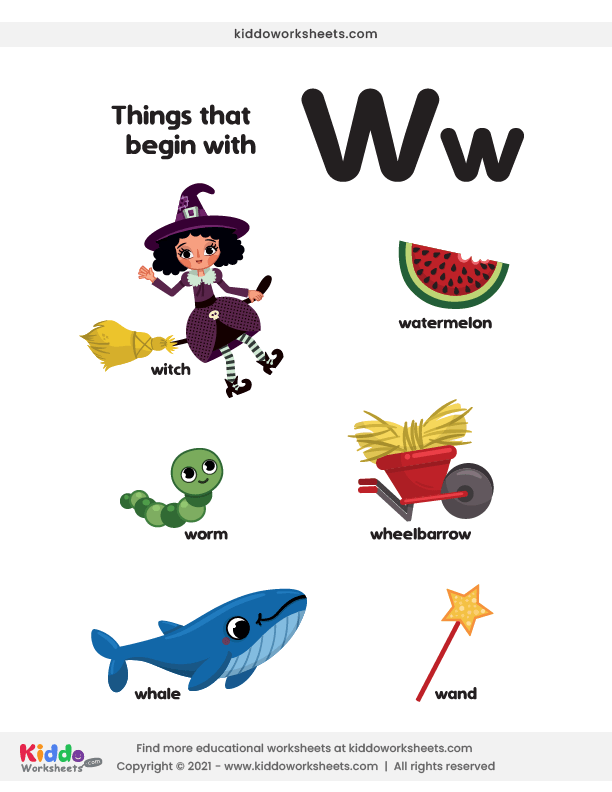 kiddoworksheets.com
Things that
begin with
W w
witch
watermelon
worm
wheelbarrow
whale
wand
Kiddo
Worksheets
.com
Find more educational worksheets at kiddoworksheets.com
Copyright © 2021 - www.kiddoworksheets.com | All rights reserved